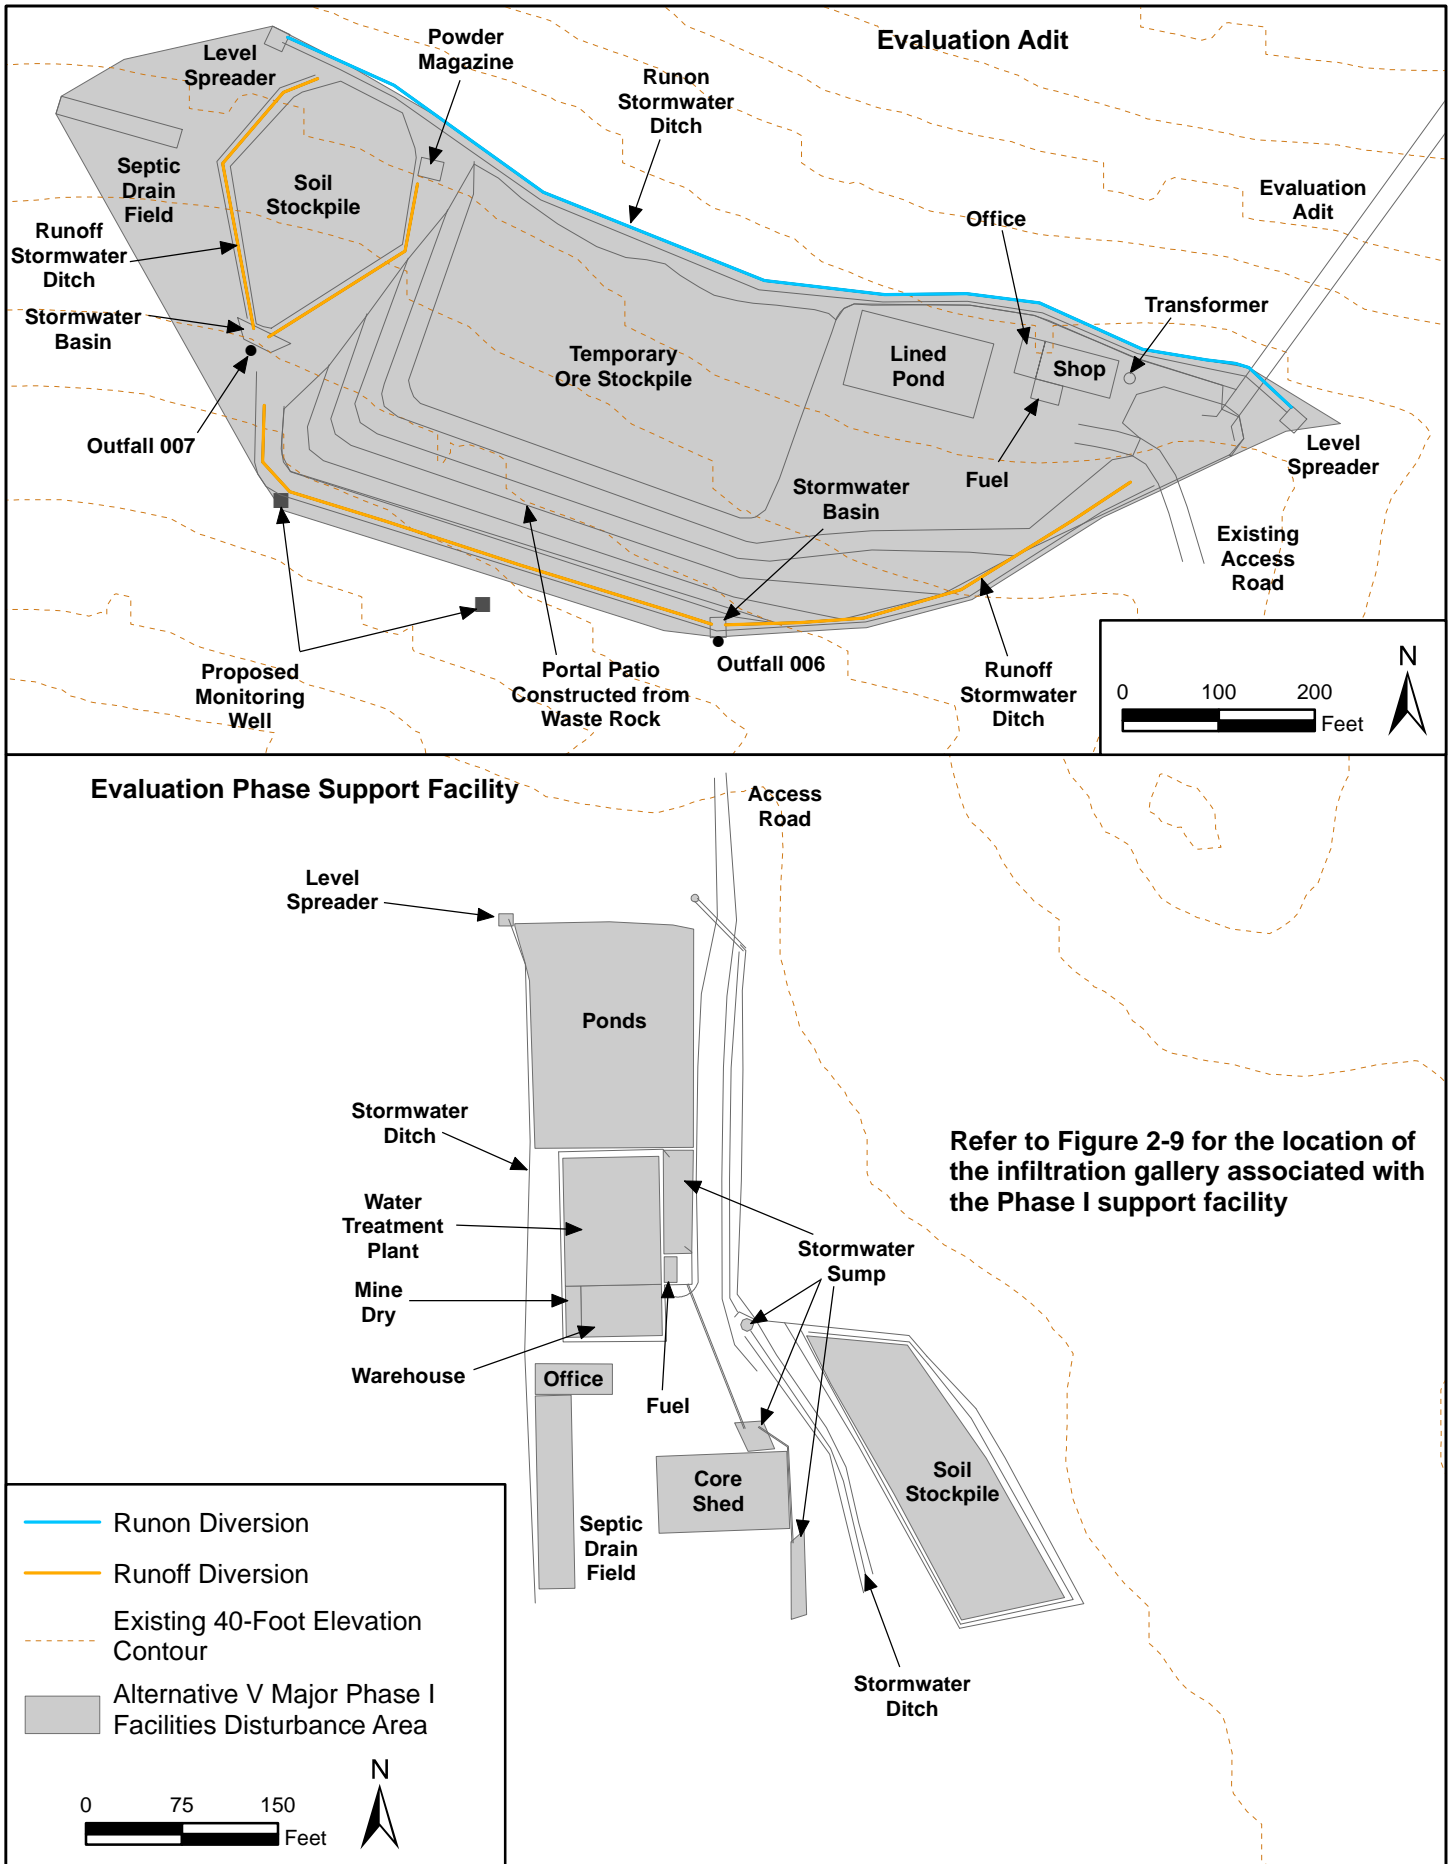 Evaluation Adit
Level
Spreader
Powder
Magazine
Runon
Stormwater
Ditch
Septic
Drain
Field
Soil
Stockpile
Evaluation
Adit
Office
Runoff
Stormwater
Ditch
Transformer
Stormwater
Basin
Temporary
Ore Stockpile
Lined
Pond
Shop
Outfall 007
Level
Spreader
Fuel
Stormwater
Basin
Existing
Access
Road
Proposed
Monitoring
Well
Portal Patio
Constructed from
Waste Rock
Outfall 006
Runoff
Stormwater
Ditch
N
0 100 200
Feet
Evaluation Phase Support Facility
Access
Road
Level
Spreader
Ponds
Stormwater
Ditch
Refer to Figure 2-9 for the location of
the infiltration gallery associated with
the Phase I support facility
Water
Treatment
Plant
Stormwater
Sump
Mine
Dry
Warehouse
Office
Fuel
Core
Shed
Soil
Stockpile
Septic
Drain
Field
Stormwater
Ditch
Runon Diversion
Runoff Diversion
Existing 40-Foot Elevation
Contour
Alternative V Major Phase I
Facilities Disturbance Area
N
0 75 150
Feet